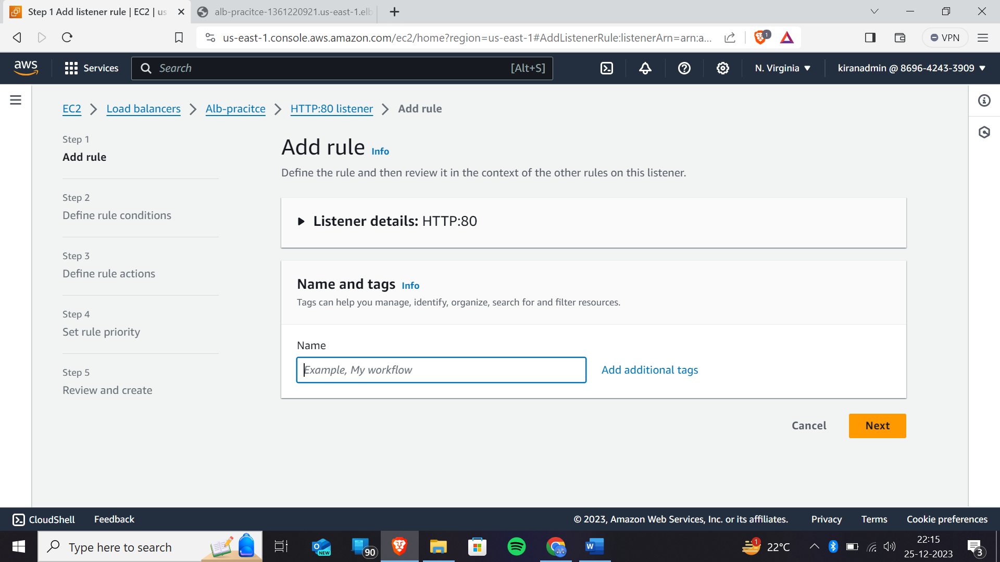 Step 1 Add listener rule | EC2 | us
alb-pracitce-1361220921.us-east-1.elb
us-east-1.console.aws.amazon.com/ec2/home?region=us-east-1#AddListenerRule:listenerArn=arn:a...
1
VPN
aws
Services
Search
[Alt+S]
N. Virginia
kiranadmin @ 8696-4243-3909
EC2
Load balancers
Alb-pracitce
HTTP:80 listener
Add rule
Step 1
Add rule
Step 2
Define rule conditions
Step 3
Define rule actions
Step 4
Set rule priority
Step 5
Review and create
Add rule Info
Define the rule and then review it in the context of the other rules on this listener.
Listener details: HTTP:80
Name and tags Info
Tags can help you manage, identify, organize, search for and filter resources.
Name
Example, My workflow
Add additional tags
Cancel
Next
CloudShell
Feedback
© 2023, Amazon Web Services, Inc. or its affiliates.
Privacy
Terms
Cookie preferences
Type here to search
O
NEW
90
W
1
22°C
22:15
25-12-2023
3